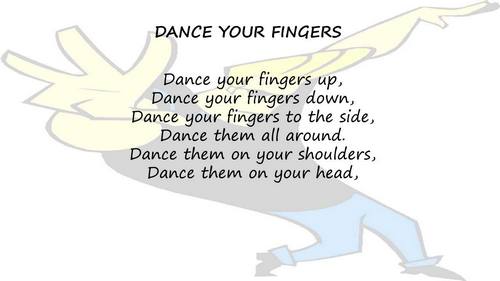 DANCE YOUR FINGERS
Dance your fingers up,
Dance your fingers down,
Dance your fingers to the side,
Dance them all around.
Dance them on your shoulders,
Dance them on your head,